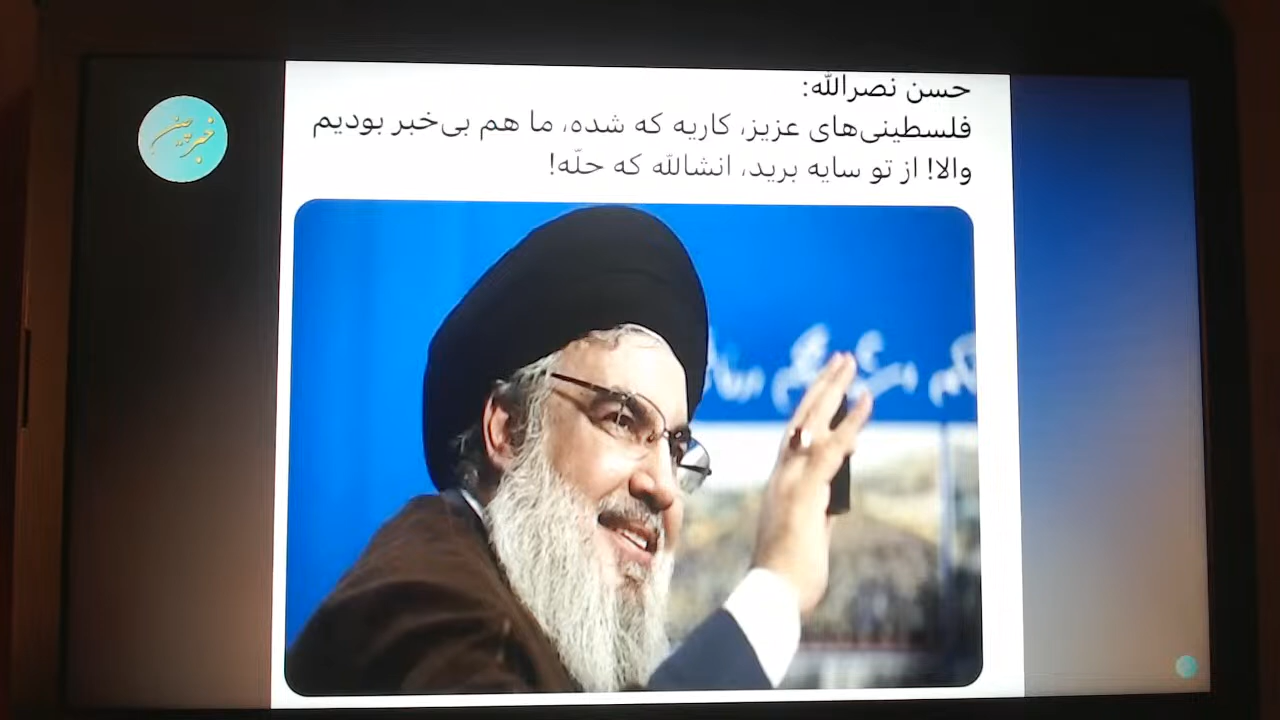 خبرچین
حسن نصرالله:
فلسطینی‌های عزیز، کاریه که شده، ما هم بی‌خبر بودیم
والا! از تو سایه برید، انشالله که حلّه!